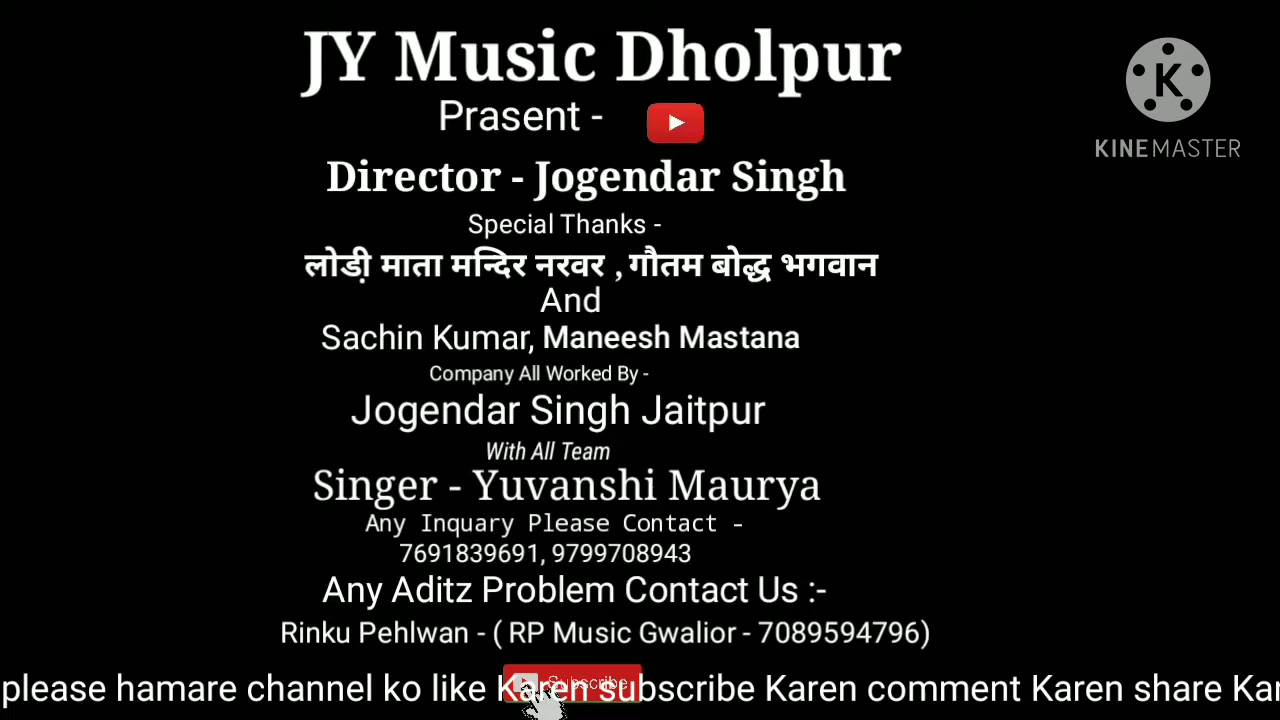 JY Music Dholpur
K
KINEMASTER
Prasent -
Director - Jogendar Singh
Special Thanks -
लोडी़ माता मन्दिर नरवर , गौतम बोद्ध भगवान
And
Sachin Kumar, Maneesh Mastana
Company All Worked By -
Jogendar Singh Jaitpur
With All Team
Singer - Yuvanshi Maurya
Any Inquary Please Contact -
7691839691, 9799708943
Any Aditz Problem Contact Us :-
Rinku Pehlwan - ( RP Music Gwalior - 7089594796)
Subscribe
please hamare channel ko like Karen subscribe Karen comment Karen share Kar